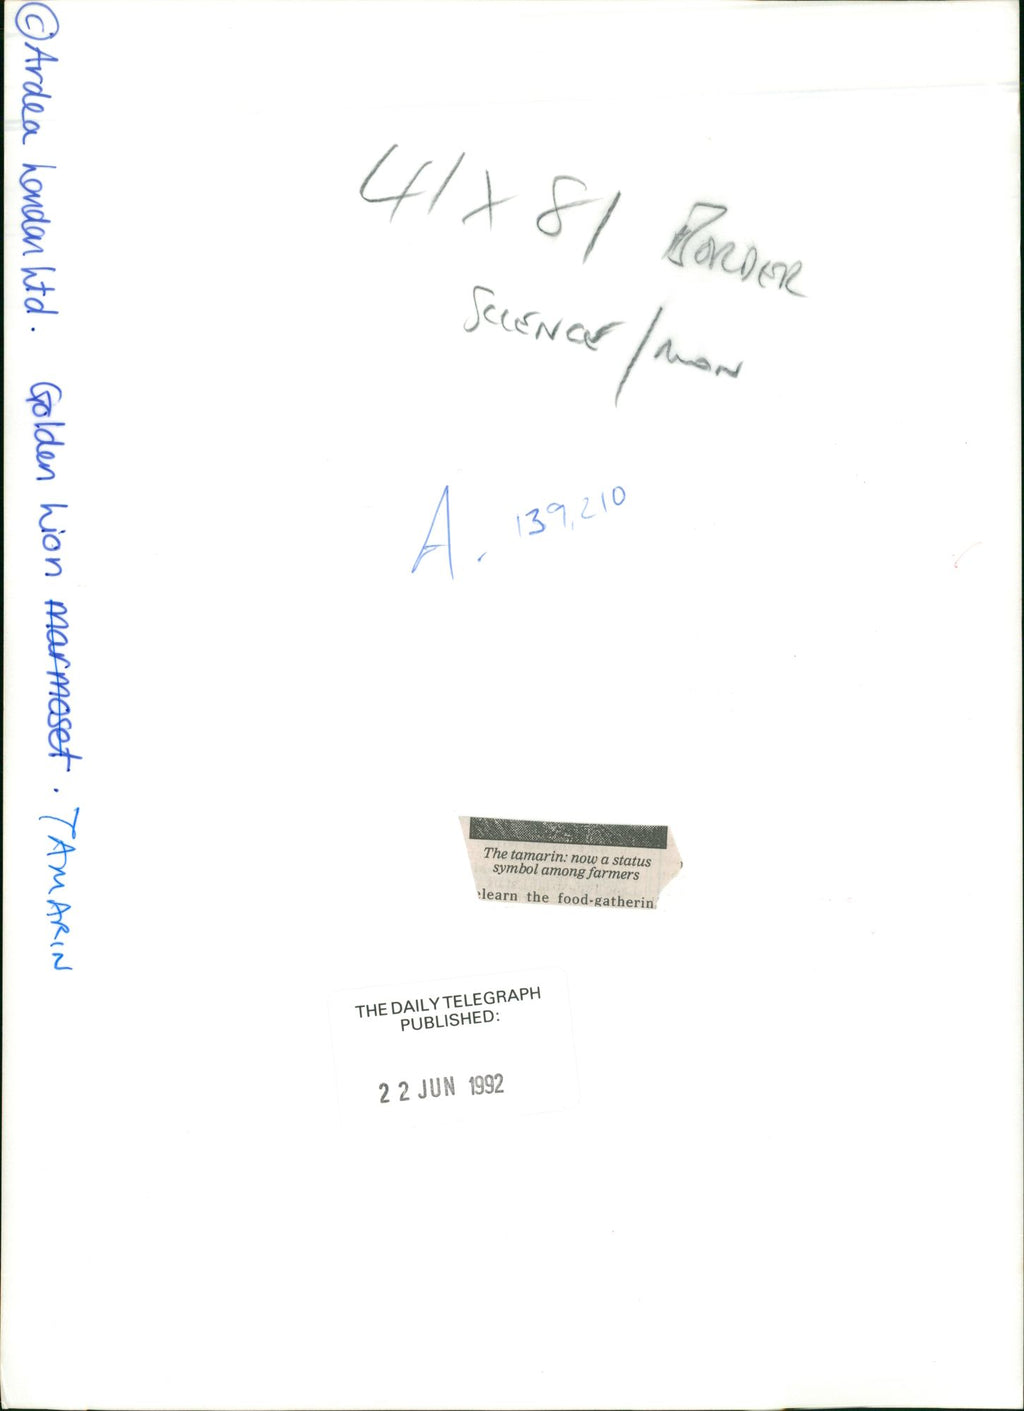 © Ardea London Ltd. Golden Lion marmoset. TAMARIN
41 x 81 BORDER
SCIENCE/MON
A. 139,210
The tamarin: now a status
symbol among farmers
learn the food-gatherin
THE DAILY TELEGRAPH
PUBLISHED:
22 JUN 1992